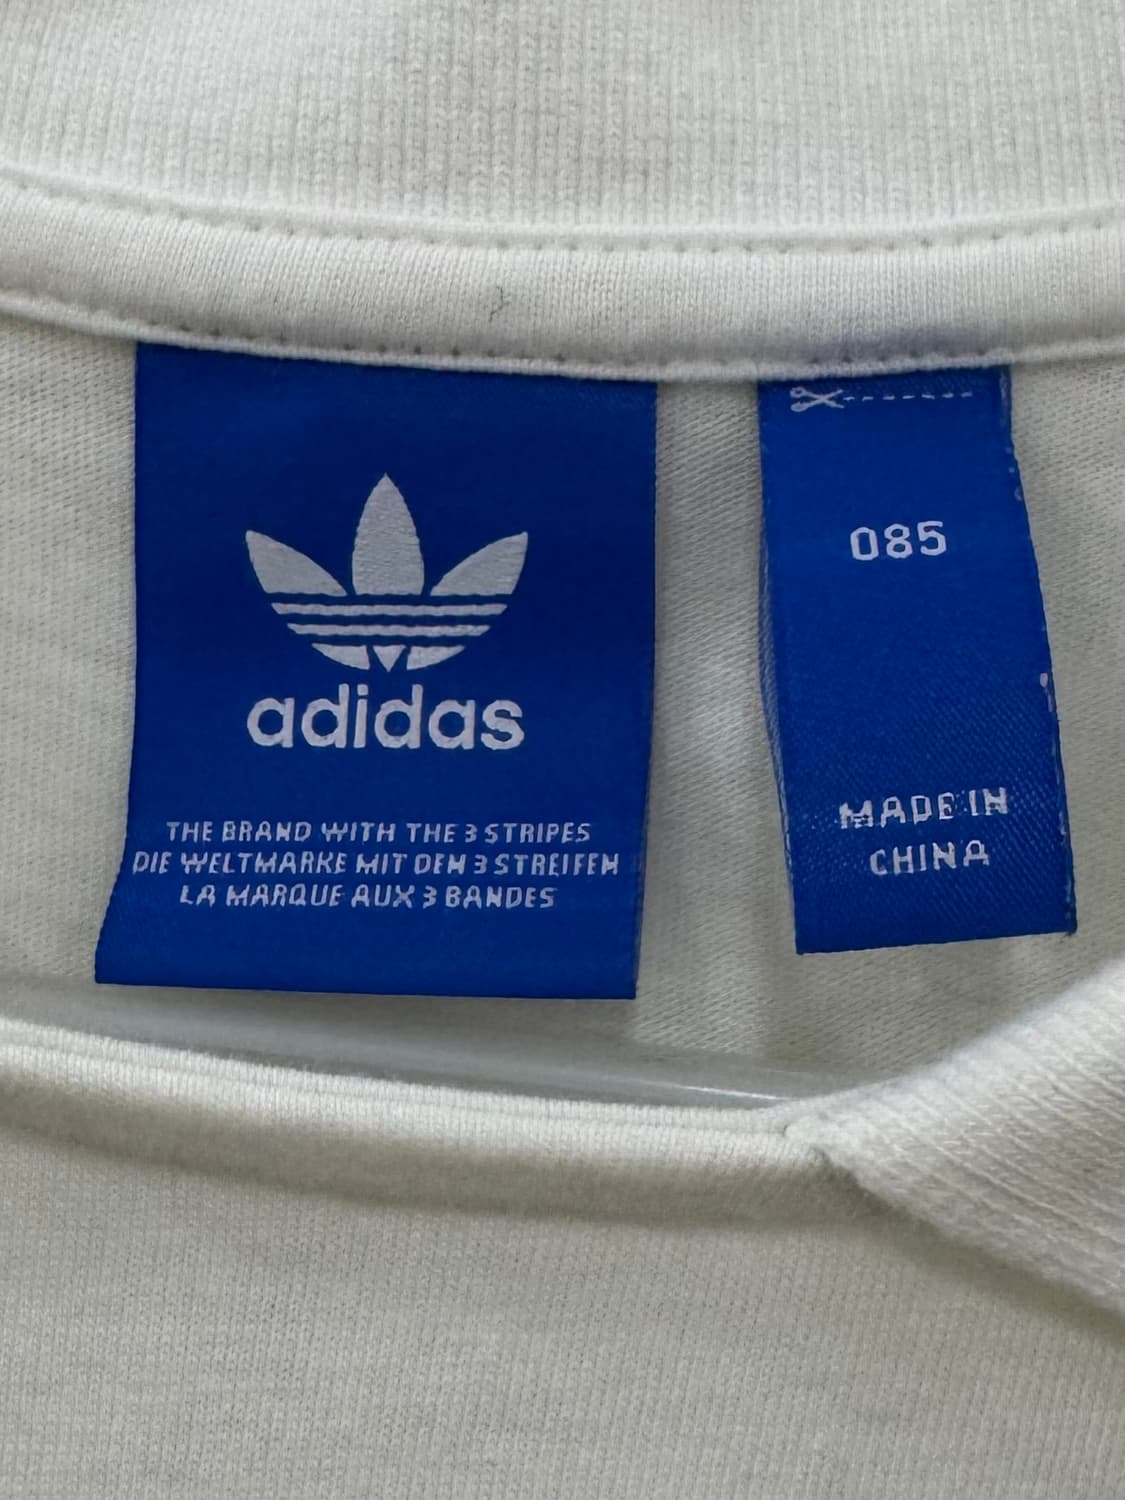 adidas
THE BRAND WITH THE 3 STRIPES
DIE WELTMARKE MIT DEN 3 STREIFEN
LA MARQUE AUX 3 BANDES
085
MADE IN
CHINA